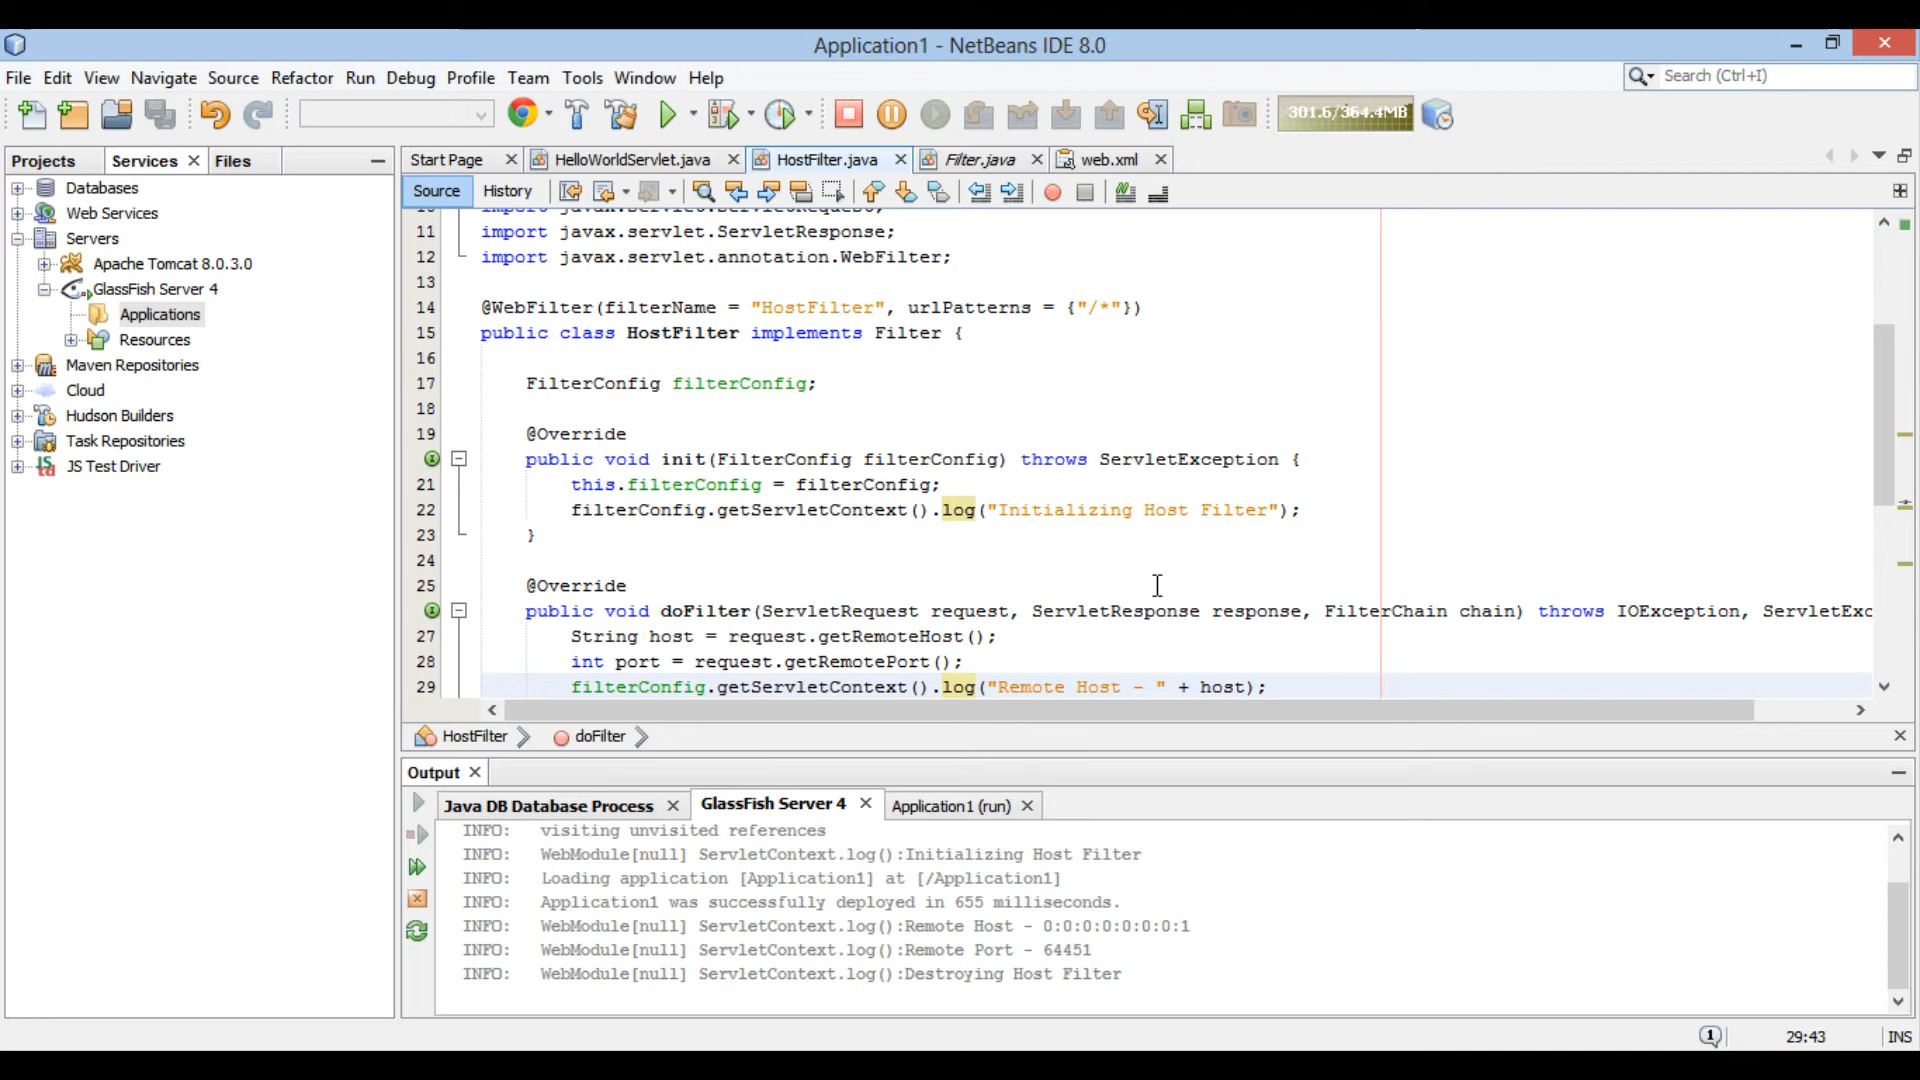 Application1 - NetBeans IDE 8.0
File Edit View Navigate Source Refactor Run Debug Profile Team Tools Window Help
Search (Ctrl+I)
301.6/364.4MB
Projects Services Files
Start Page HelloWorldServlet.java HostFilter.java Filter.java web.xml
Source History
Databases
Web Services
Servers
Apache Tomcat 8.0.3.0
GlassFish Server 4
Applications
Resources
Maven Repositories
Cloud
Hudson Builders
Task Repositories
JS Test Driver
10 import javax.servlet.ServletRequest;
11 import javax.servlet.ServletResponse;
12 import javax.servlet.annotation.WebFilter;
13
14 @WebFilter(filterName = "HostFilter", urlPatterns = {"/*"})
15 public class HostFilter implements Filter {
16
17 FilterConfig filterConfig;
18
19 @Override
public void init(FilterConfig filterConfig) throws ServletException {
21 this.filterConfig = filterConfig;
22 filterConfig.getServletContext().log("Initializing Host Filter");
23 }
24
25 @Override
public void doFilter(ServletRequest request, ServletResponse response, FilterChain chain) throws IOException, ServletExc
27 String host = request.getRemoteHost();
28 int port = request.getRemotePort();
29 filterConfig.getServletContext().log("Remote Host - " + host);
HostFilter doFilter
Output
Java DB Database Process GlassFish Server 4 Application1 (run)
INFO: visiting unvisited references
INFO: WebModule[null] ServletContext.log():Initializing Host Filter
INFO: Loading application [Application1] at [/Application1]
INFO: Application1 was successfully deployed in 655 milliseconds.
INFO: WebModule[null] ServletContext.log():Remote Host - 0:0:0:0:0:0:0:1
INFO: WebModule[null] ServletContext.log():Remote Port - 64451
INFO: WebModule[null] ServletContext.log():Destroying Host Filter
1 29:43 INS